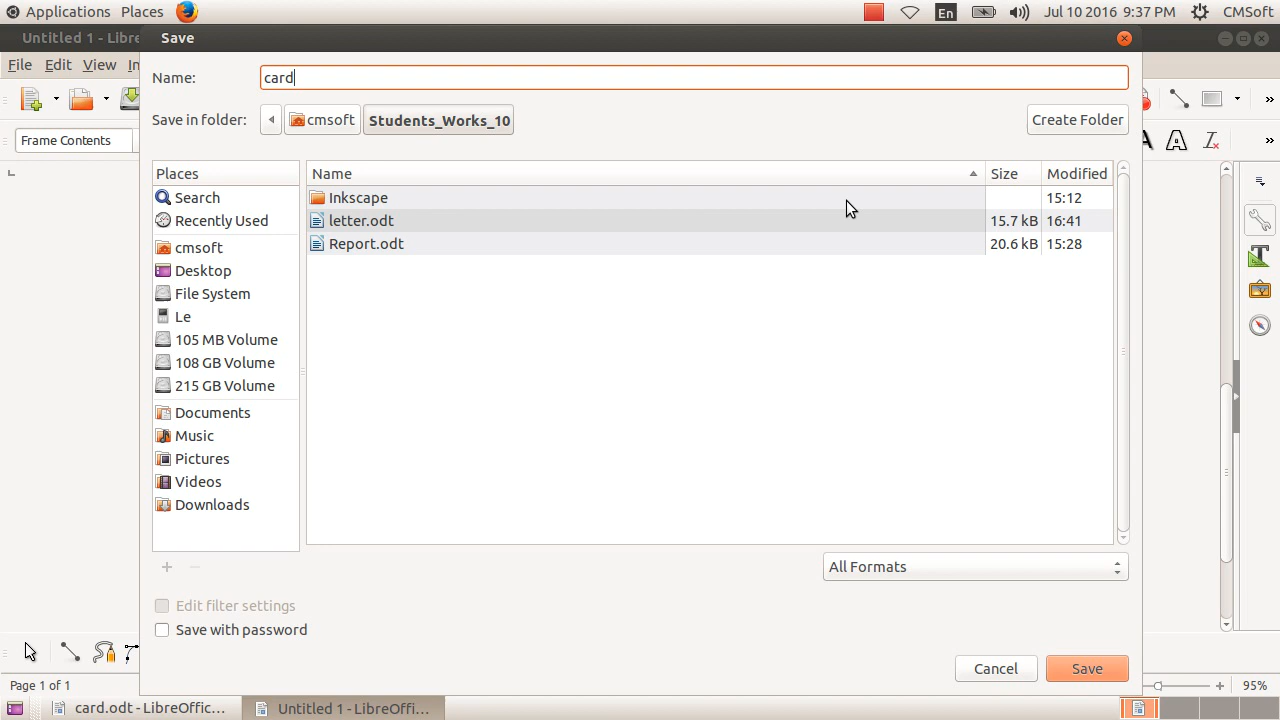 Applications Places En Jul 10 2016 9:37 PM CMSoft
Untitled 1 - Libre
Save
File Edit View In
Name: card
Save in folder: cmsoft Students_Works_10 Create Folder
Frame Contents
Places
Search
Recently Used
cmsoft
Desktop
File System
Le
105 MB Volume
108 GB Volume
215 GB Volume
Documents
Music
Pictures
Videos
Downloads
Name Size Modified
Inkscape 15:12
letter.odt 15.7 kB 16:41
Report.odt 20.6 kB 15:28
All Formats
Edit filter settings
Save with password
Cancel Save
Page 1 of 1 95%
card.odt - LibreOffic... Untitled 1 - LibreOffi...